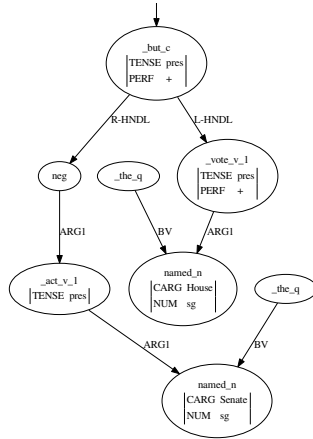 _but_c
TENSE pres
PERF +
R-HNDL
L-HNDL
neg
_the_q
_vote_v_1
TENSE pres
PERF +
ARG1
BV
ARG1
_act_v_1
TENSE pres
named_n
CARG House
NUM sg
_the_q
ARG1
BV
named_n
CARG Senate
NUM sg